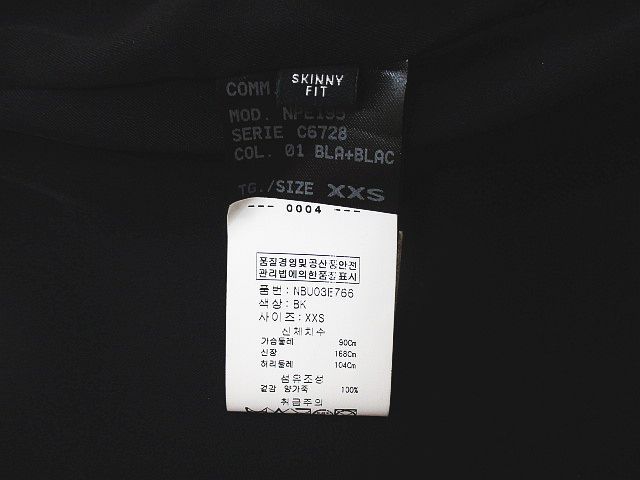 SKINNY
FIT
COMM.
MOD. NPE195
SERIE C6728
COL. 01 BLA+BLAC
TG./SIZE XXS
--- 0004 ---
품질경영및공산품안전
관리법에의한품질표시
품번: NBU03E766
색상: BK
사이즈: XXS
신체치수
가슴둘레 90Cm
신장 168Cm
허리둘레 104Cm
섬유조성
겉감 양가죽 100%
취급주의